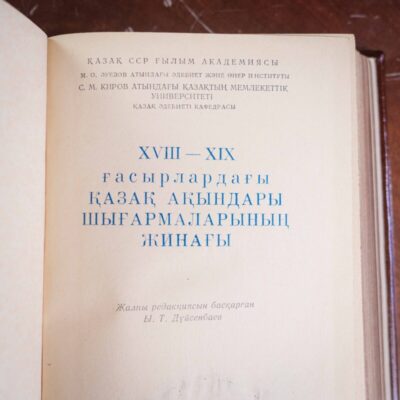 ҚАЗАҚ ССР ҒЫЛЫМ АКАДЕМИЯСЫ
М. О. ӘУЕЗОВ АТЫНДАҒЫ ӘДЕБИЕТ ЖӘНЕ ӨНЕР ИНСТИТУТЫ
С. М. КИРОВ АТЫНДАҒЫ ҚАЗАҚТЫҢ МЕМЛЕКЕТТІК
УНИВЕРСИТЕТІ
ҚАЗАҚ ӘДЕБИЕТІ КАФЕДРАСЫ
XVIII — XIX
ғасырлардағы
ҚАЗАҚ АҚЫНДАРЫ
ШЫҒАРМАЛАРЫНЫҢ
ЖИНАҒЫ
Жалпы редакциясын басқарған
Ы. Т. Дүйсенбаев